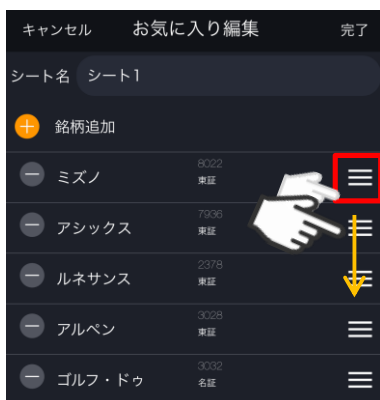 キャンセル お気に入り編集 完了
シート名 シート1
銘柄追加
ミズノ 8022 東証
アシックス 7936 東証
ルネサンス 2378 東証
アルペン 3028 東証
ゴルフ・ドゥ 3032 名証